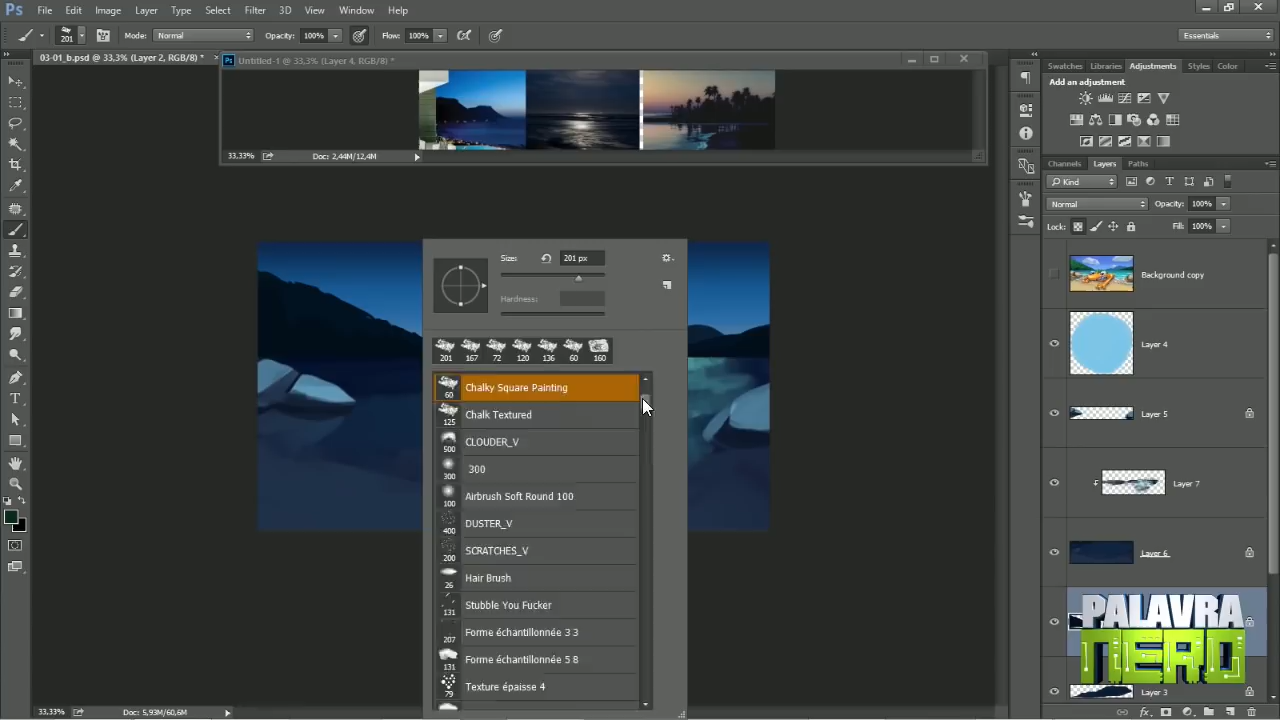 Ps File Edit Image Layer Type Select Filter 3D View Window Help
201 Mode: Normal Opacity: 100% Flow: 100% Essentials
03-01_b.psd @ 33,3% (Layer 2, RGB/8) *
Untitled-1 @ 33,3% (Layer 4, RGB/8) *
33,33% Doc: 2,44M/12,4M
Swatches Libraries Adjustments Styles Color
Add an adjustment
Channels Layers Paths
Kind
Normal Opacity: 100%
Lock: Fill: 100%
Background copy
Layer 4
Layer 5
Layer 7
Layer 6
Layer 3
Size: 201 px
Hardness:
201 167 72 120 136 60 160
60 Chalky Square Painting
125 Chalk Textured
500 CLOUDER_V
300 300
100 Airbrush Soft Round 100
400 DUSTER_V
200 SCRATCHES_V
26 Hair Brush
131 Stubble You Fucker
207 Forme échantillonnée 3 3
131 Forme échantillonnée 5 8
79 Texture épaisse 4
PALAVRA
NERD
33,33% Doc: 5,93M/60,6M